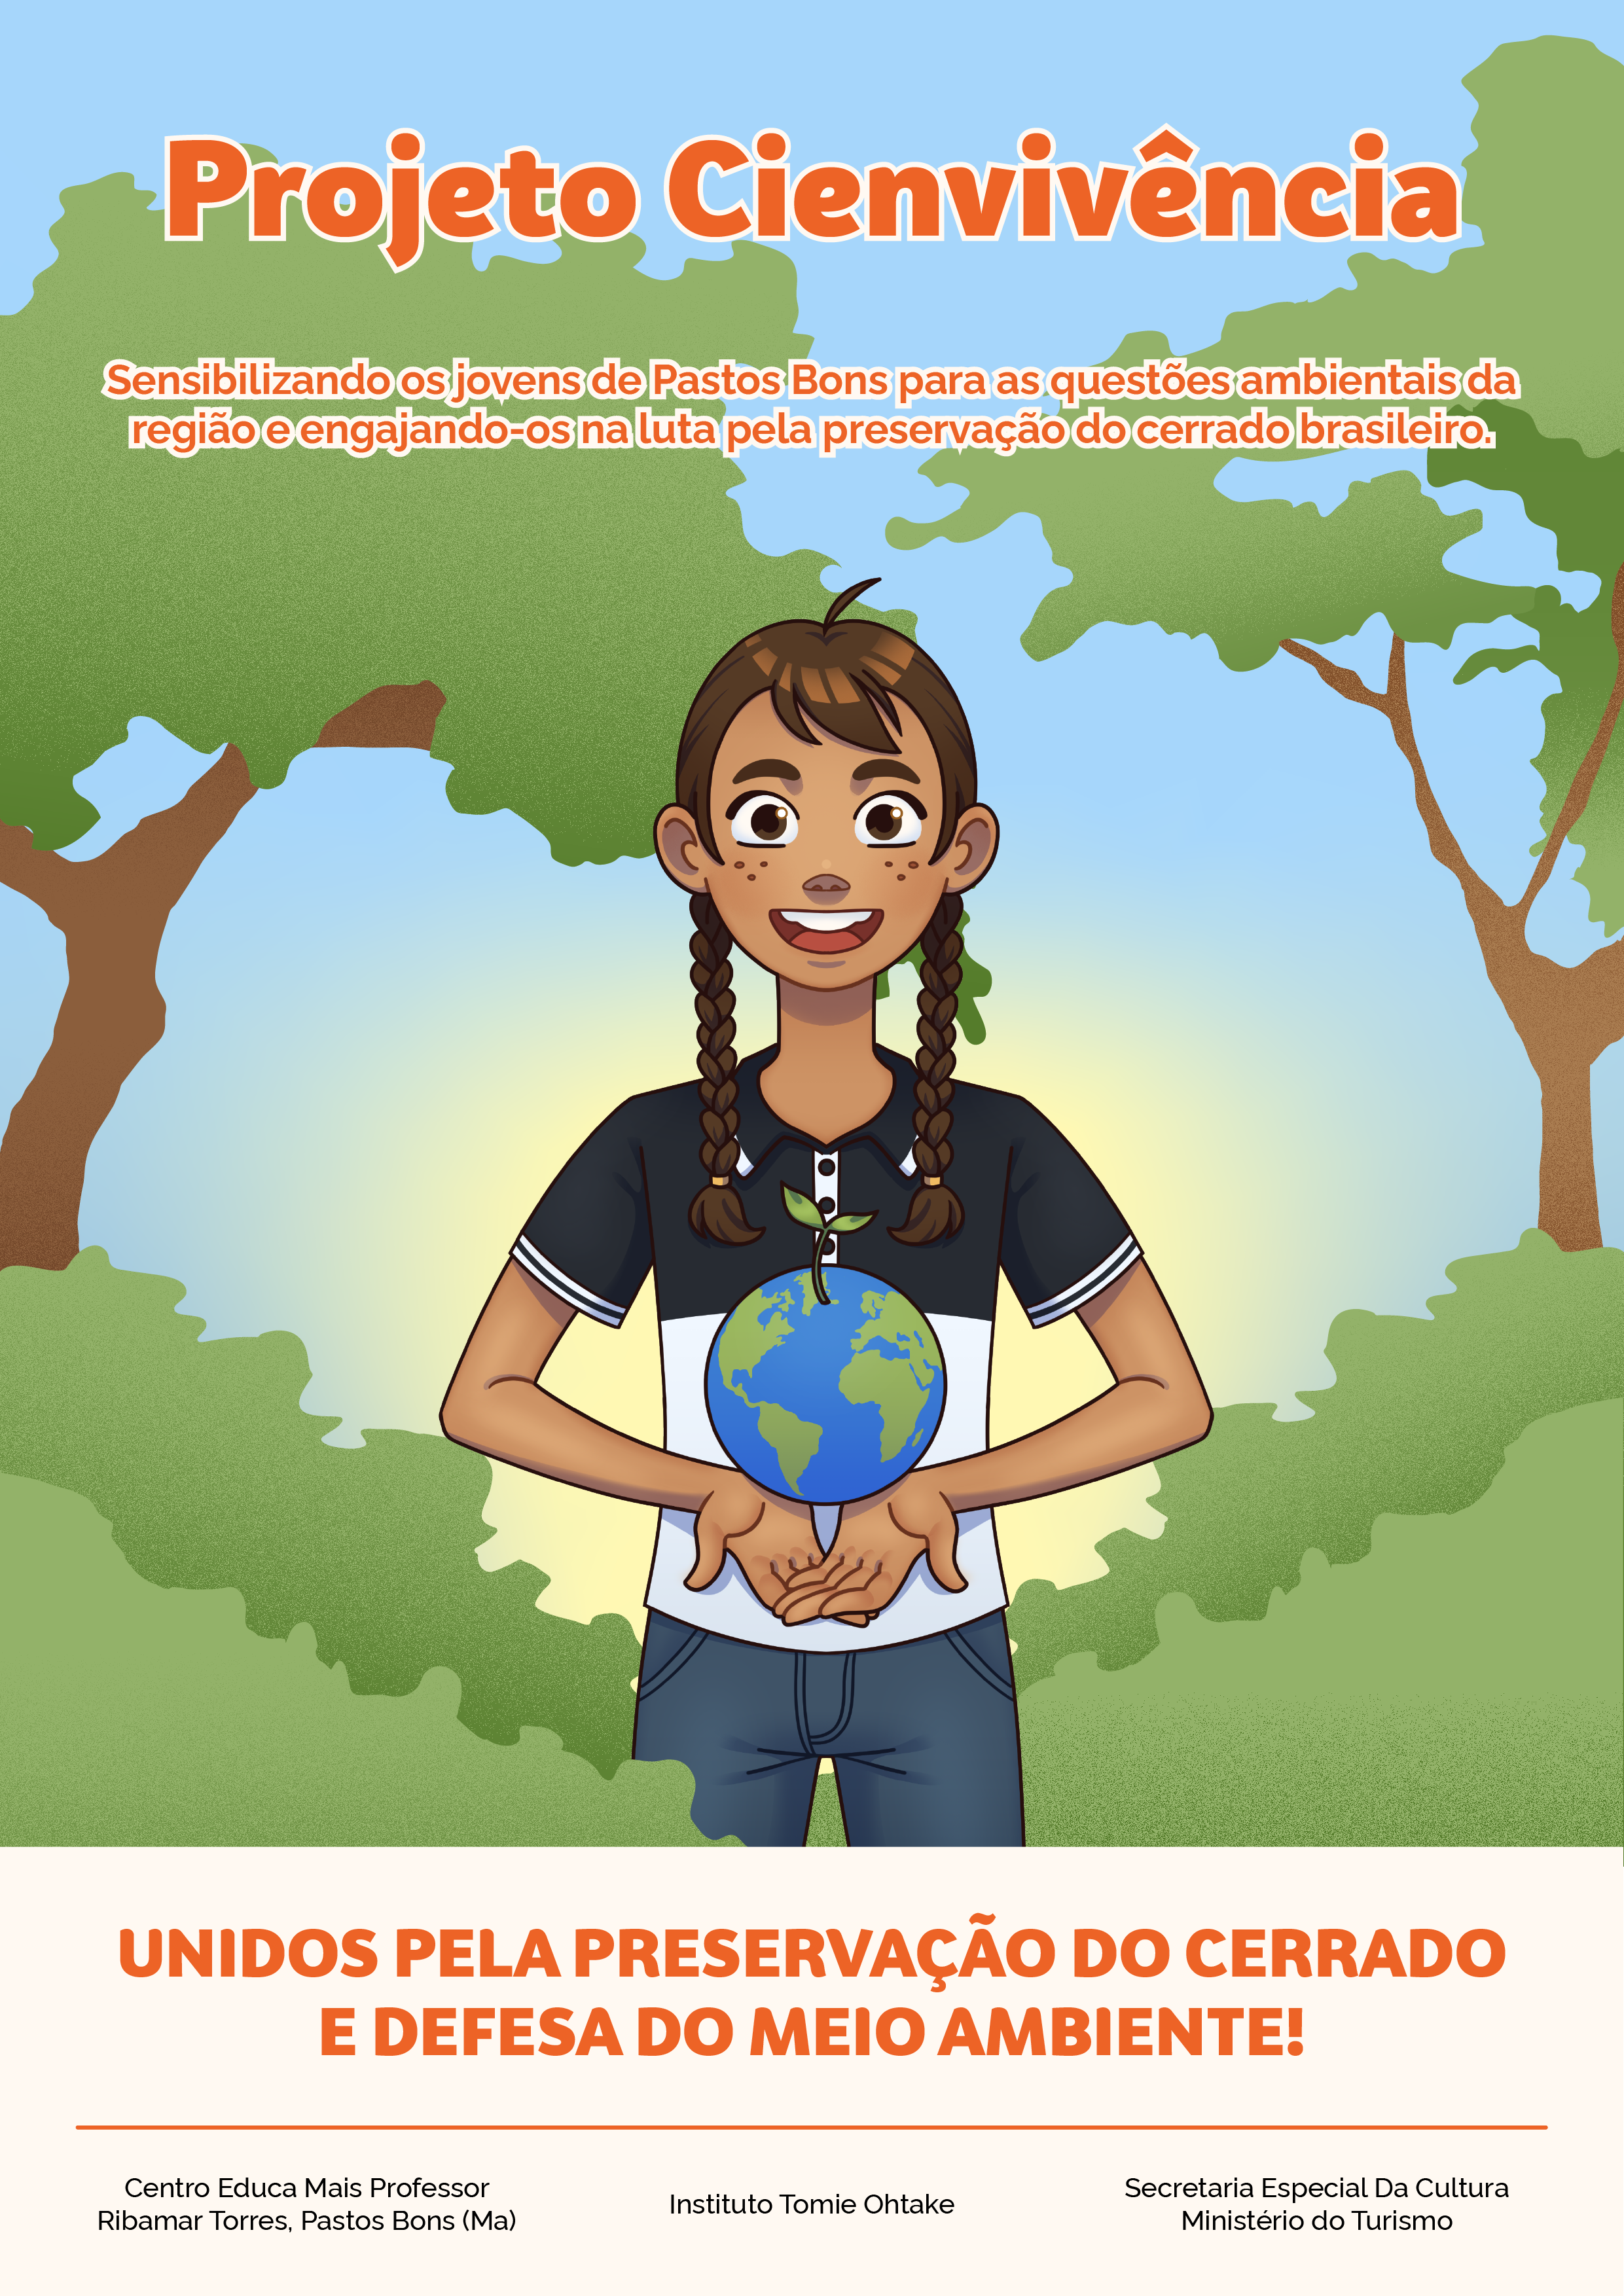 Projeto Cienvivência
Sensibilizando os jovens de Pastos Bons para as questões ambientais da
região e engajando-os na luta pela preservação do cerrado brasileiro.
UNIDOS PELA PRESERVAÇÃO DO CERRADO
E DEFESA DO MEIO AMBIENTE!
Centro Educa Mais Professor
Ribamar Torres, Pastos Bons (Ma)
Instituto Tomie Ohtake
Secretaria Especial Da Cultura
Ministério do Turismo